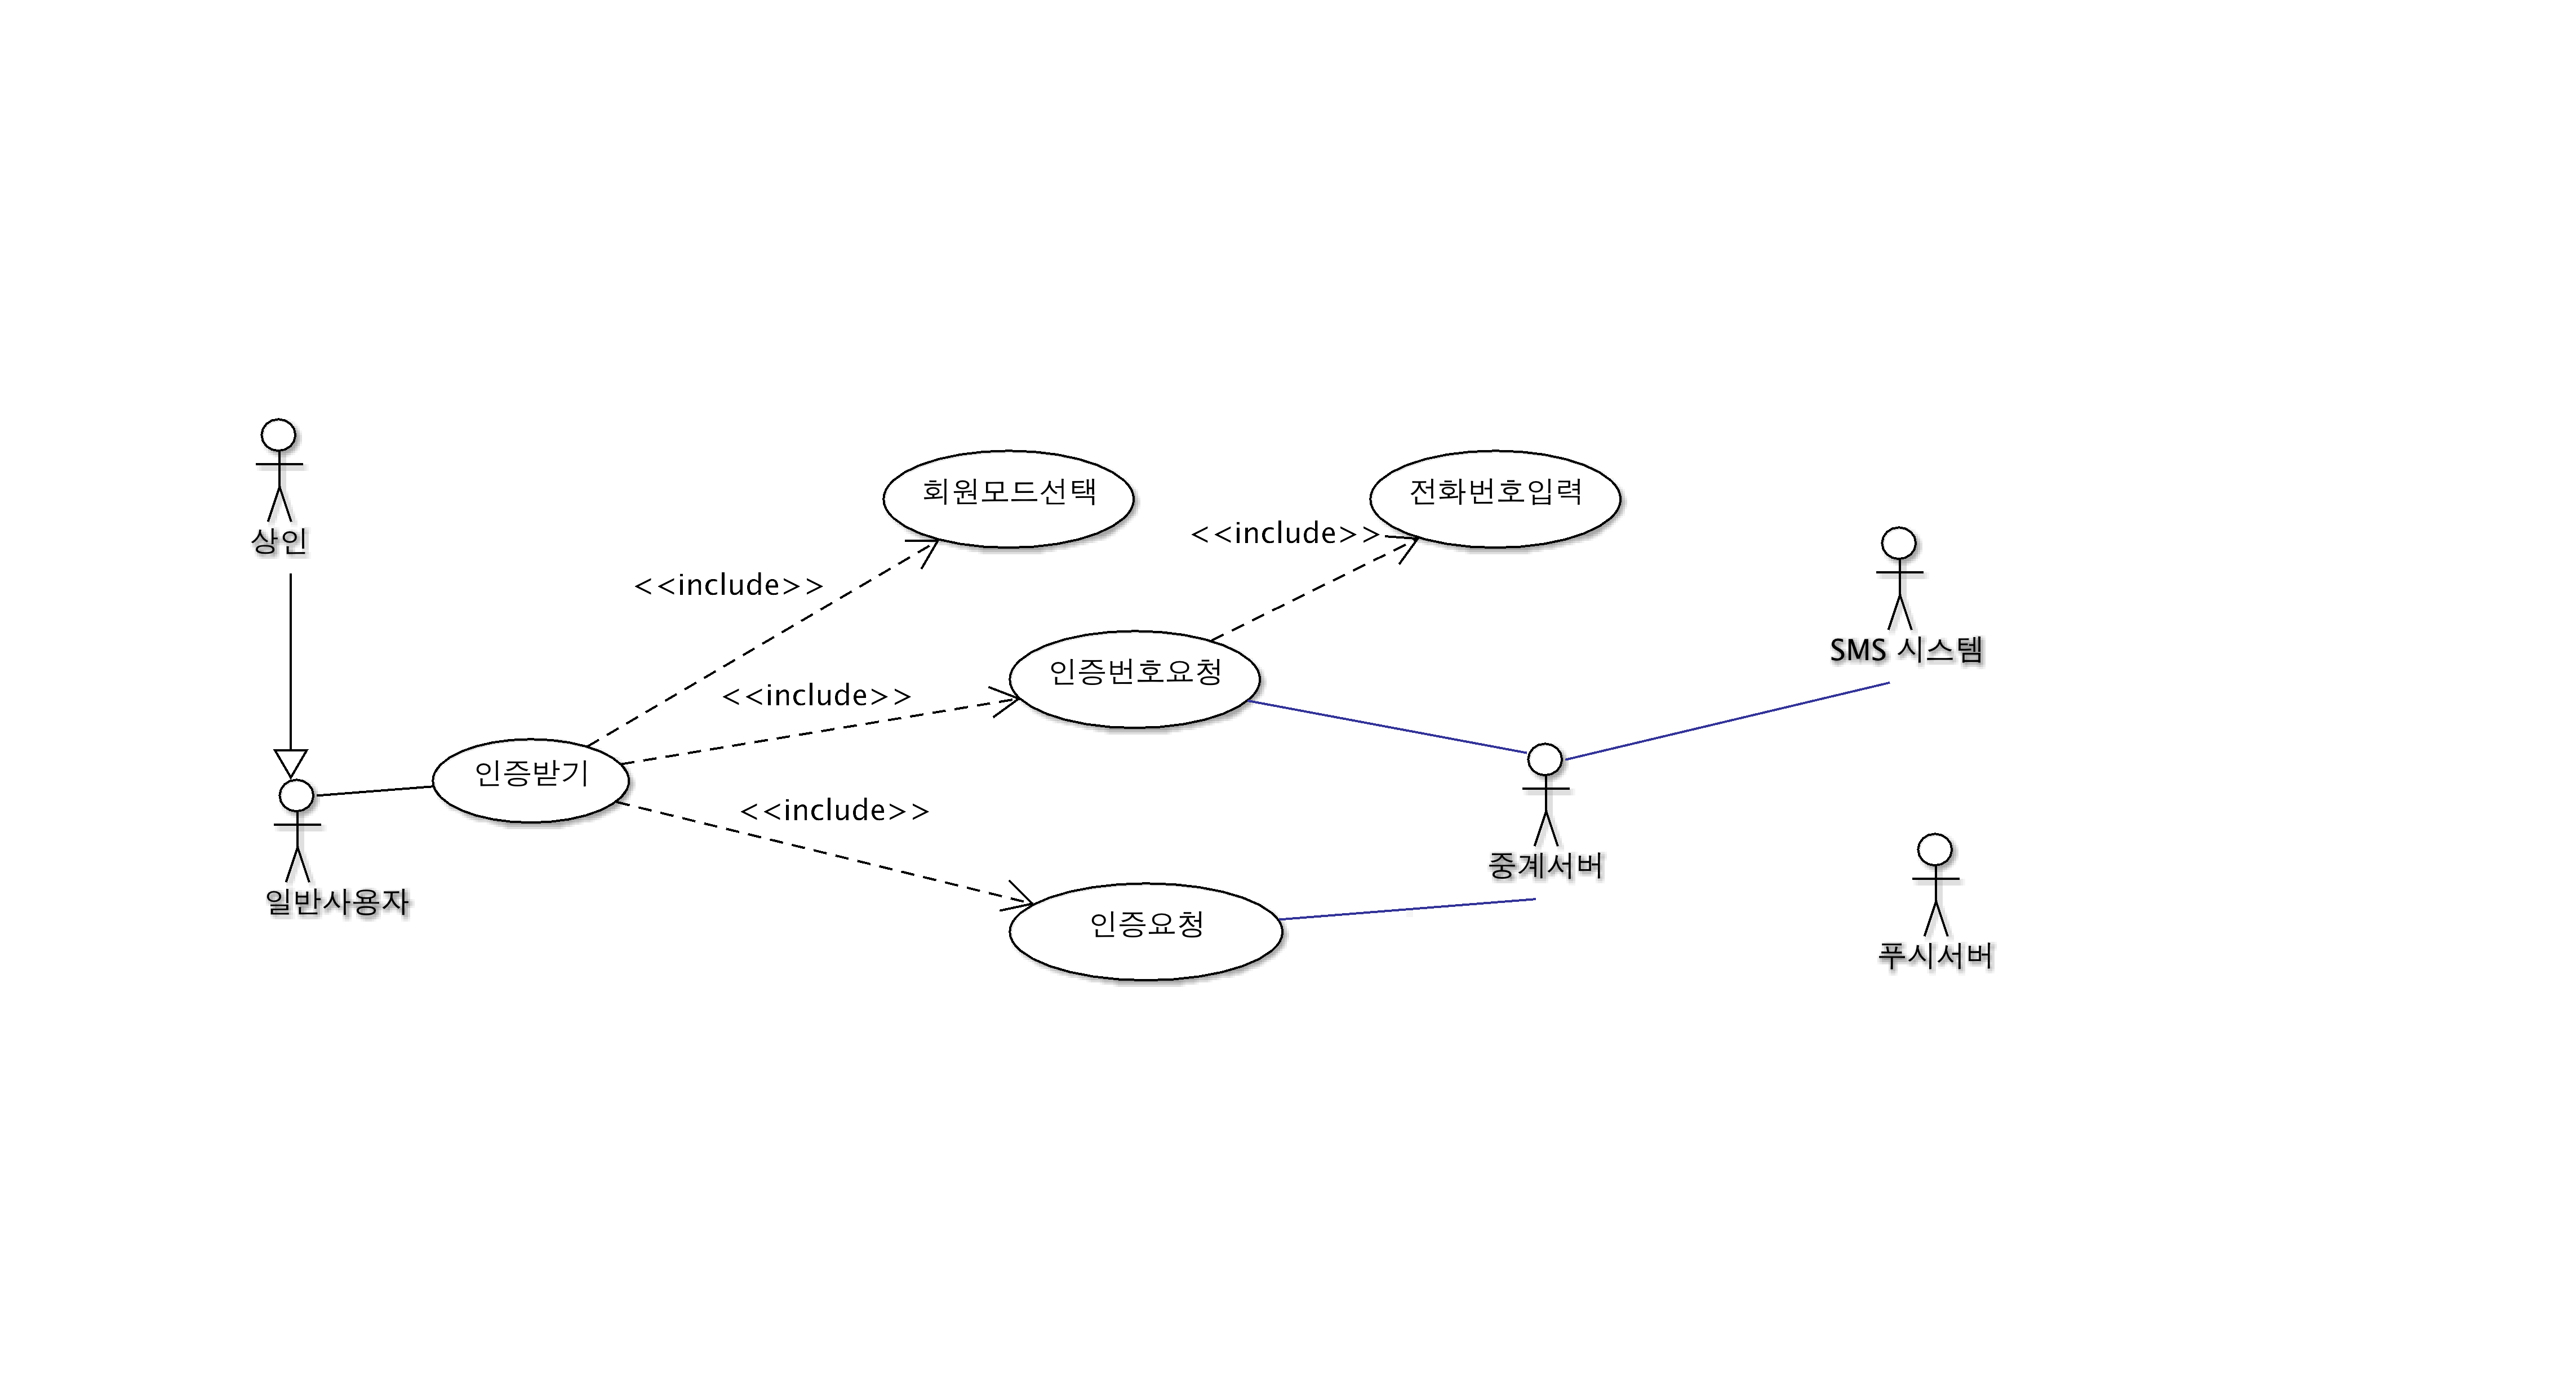 상인
회원모드선택
전화번호입력
<<include>>
<<include>>
SMS 시스템
인증번호요청
<<include>>
인증받기
<<include>>
중계서버
일반사용자
인증요청
푸시서버